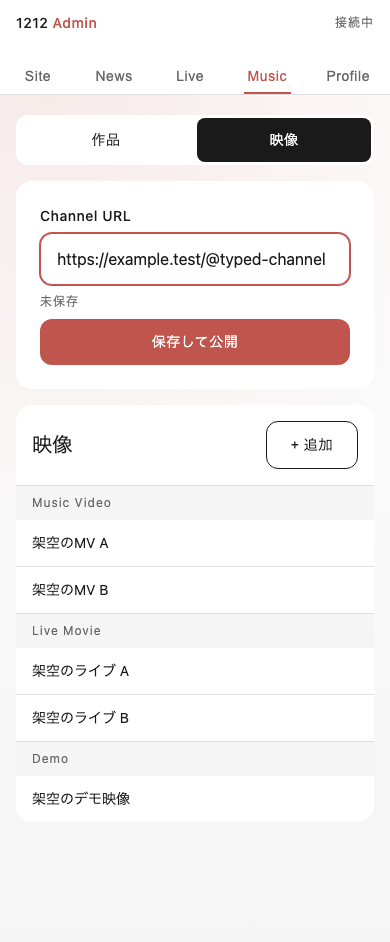 1212 Admin
接続中
Site News Live Music Profile
作品 映像
Channel URL
https://example.test/@typed-channel
未保存
保存して公開
映像
+ 追加
Music Video
架空のMV A
架空のMV B
Live Movie
架空のライブ A
架空のライブ B
Demo
架空のデモ映像